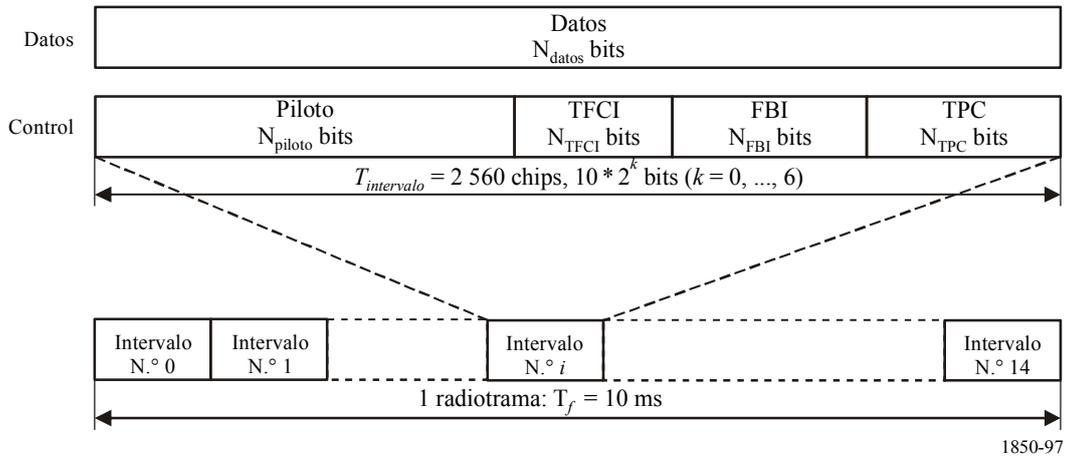 Datos
Datos
N_datos bits
Control
Piloto
N_piloto bits
TFCI
N_TFCI bits
FBI
N_FBI bits
TPC
N_TPC bits
T_intervalo = 2 560 chips, 10 * 2^k bits (k = 0, ..., 6)
Intervalo
N.° 0
Intervalo
N.° 1
Intervalo
N.° i
Intervalo
N.° 14
1 radiotrama: T_f = 10 ms
1850-97